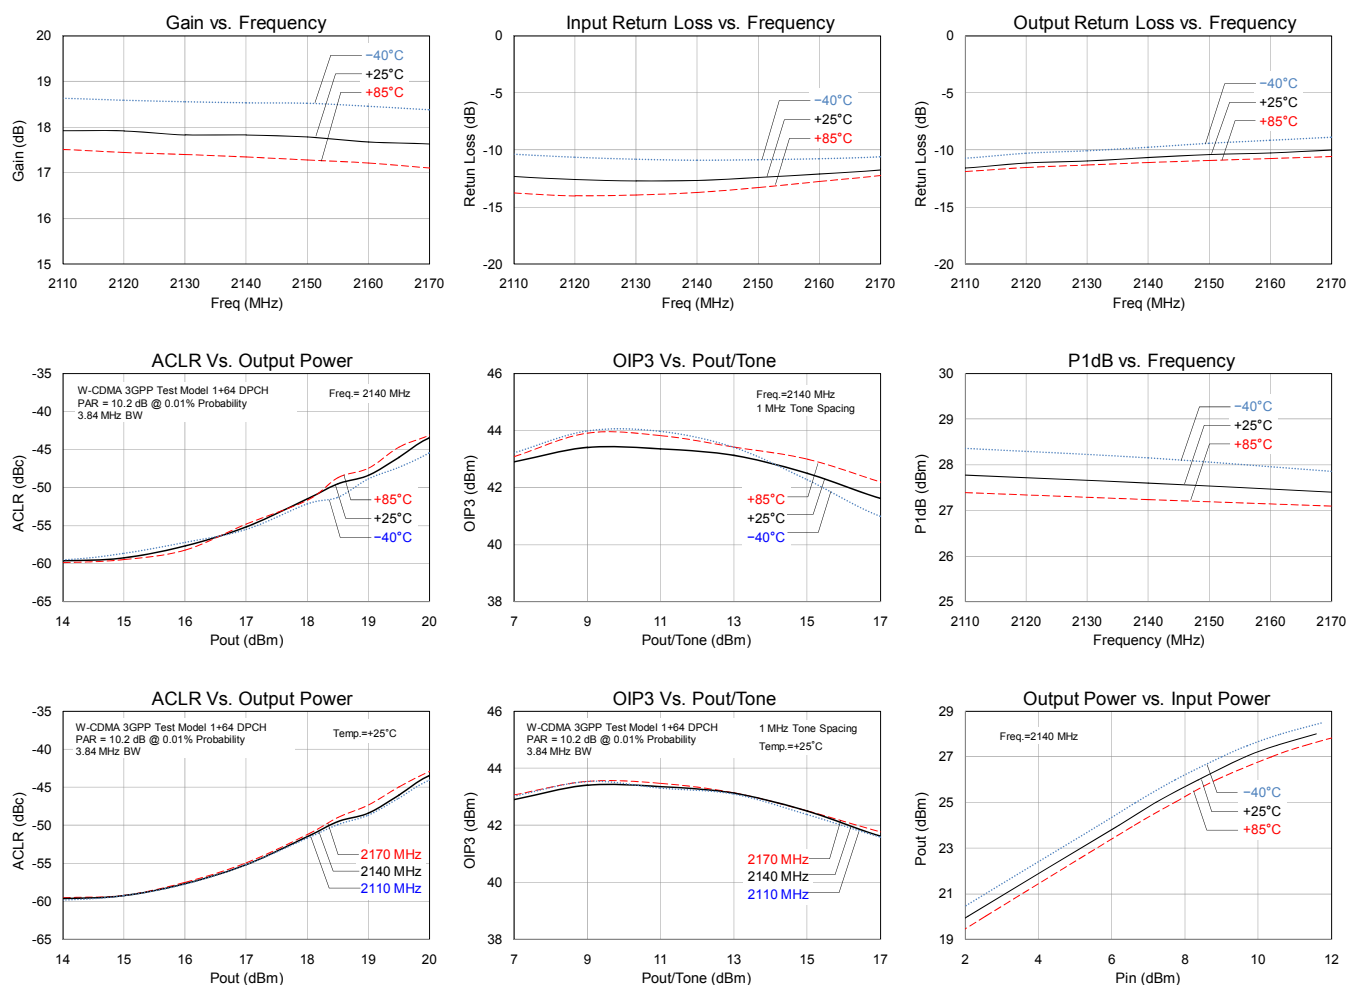 Gain vs. Frequency
20
19
18
17
16
15
Gain (dB)
−40°C
+25°C
+85°C
2110 2120 2130 2140 2150 2160 2170
Freq (MHz)
Input Return Loss vs. Frequency
0
-5
-10
-15
-20
Retun Loss (dB)
−40°C
+25°C
+85°C
2110 2120 2130 2140 2150 2160 2170
Freq (MHz)
Output Return Loss vs. Frequency
0
-5
-10
-15
-20
Retun Loss (dB)
−40°C
+25°C
+85°C
2110 2120 2130 2140 2150 2160 2170
Freq (MHz)
ACLR Vs. Output Power
-35
-40
-45
-50
-55
-60
-65
ACLR (dBc)
W-CDMA 3GPP Test Model 1+64 DPCH
PAR = 10.2 dB @ 0.01% Probability
3.84 MHz BW
Freq.= 2140 MHz
+85°C
+25°C
−40°C
14 15 16 17 18 19 20
Pout (dBm)
OIP3 Vs. Pout/Tone
46
44
42
40
38
OIP3 (dBm)
Freq.=2140 MHz
1 MHz Tone Spacing
+85°C
+25°C
−40°C
7 9 11 13 15 17
Pout/Tone (dBm)
P1dB vs. Frequency
30
29
28
27
26
25
P1dB (dBm)
−40°C
+25°C
+85°C
2110 2120 2130 2140 2150 2160 2170
Frequency (MHz)
ACLR Vs. Output Power
-35
-40
-45
-50
-55
-60
-65
ACLR (dBc)
W-CDMA 3GPP Test Model 1+64 DPCH
PAR = 10.2 dB @ 0.01% Probability
3.84 MHz BW
Temp.=+25°C
2170 MHz
2140 MHz
2110 MHz
14 15 16 17 18 19 20
Pout (dBm)
OIP3 Vs. Pout/Tone
46
44
42
40
38
OIP3 (dBm)
W-CDMA 3GPP Test Model 1+64 DPCH
PAR = 10.2 dB @ 0.01% Probability
3.84 MHz BW
1 MHz Tone Spacing
Temp.=+25°C
2170 MHz
2140 MHz
2110 MHz
7 9 11 13 15 17
Pout/Tone (dBm)
Output Power vs. Input Power
29
27
25
23
21
19
Pout (dBm)
Freq.=2140 MHz
−40°C
+25°C
+85°C
2 4 6 8 10 12
Pin (dBm)